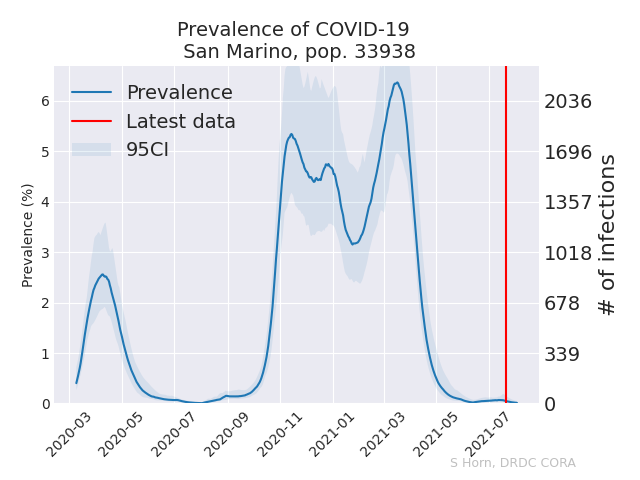 Prevalence of COVID-19
San Marino, pop. 33938
Prevalence
Latest data
95CI
Prevalence (%)
6
5
4
3
2
1
0
2036
1696
1357
1018
678
339
0
# of infections
2020-03
2020-05
2020-07
2020-09
2020-11
2021-01
2021-03
2021-05
2021-07
S Horn, DRDC CORA